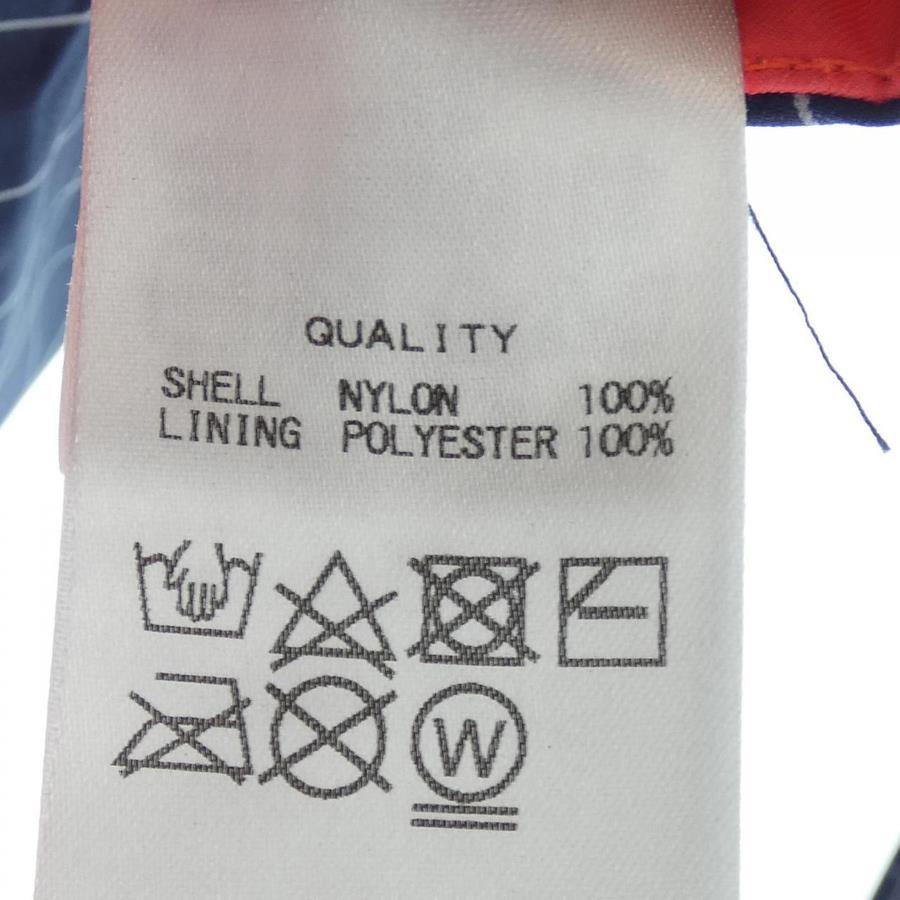 QUALITY
SHELL NYLON 100%
LINING POLYESTER 100%
W